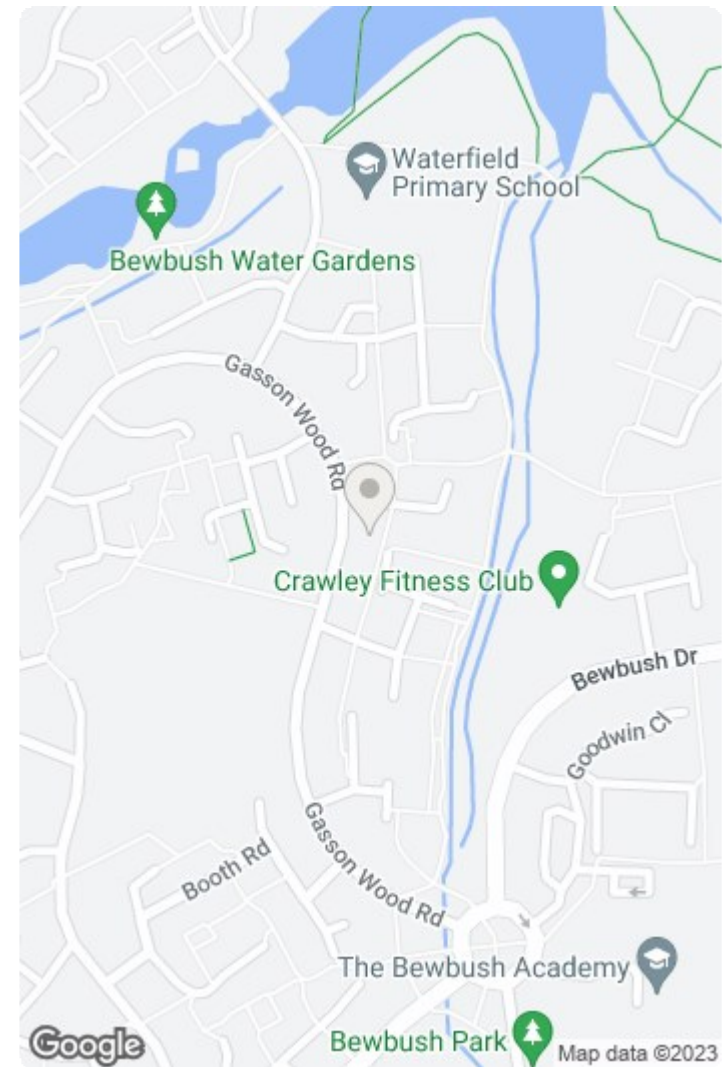 Waterfield
Primary School
Bewbush Water Gardens
Gasson Wood Rd
Crawley Fitness Club
Bewbush Dr
Goodwin Cl
Gasson Wood Rd
Booth Rd
The Bewbush Academy
Bewbush Park
Google
Map data ©2023